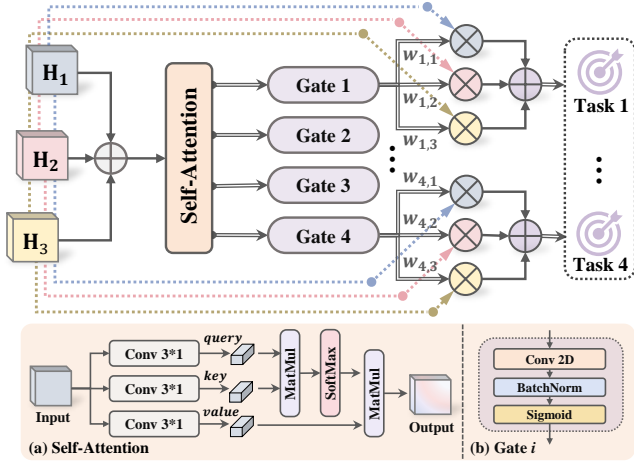 H1
H2
H3
Self-Attention
Gate 1
Gate 2
Gate 3
Gate 4
w1,1
w1,2
w1,3
w4,1
w4,2
w4,3
Task 1
Task 4
Input
Conv 3*1
Conv 3*1
Conv 3*1
query
key
value
MatMul
SoftMax
MatMul
Output
(a) Self-Attention
Conv 2D
BatchNorm
Sigmoid
(b) Gate i